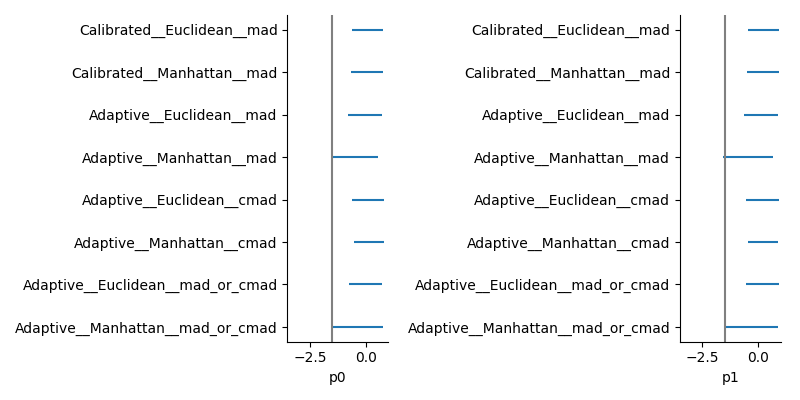 Calibrated__Euclidean__mad
Calibrated__Manhattan__mad
Adaptive__Euclidean__mad
Adaptive__Manhattan__mad
Adaptive__Euclidean__cmad
Adaptive__Manhattan__cmad
Adaptive__Euclidean__mad_or_cmad
Adaptive__Manhattan__mad_or_cmad
−2.5 0.0
p0
Calibrated__Euclidean__mad
Calibrated__Manhattan__mad
Adaptive__Euclidean__mad
Adaptive__Manhattan__mad
Adaptive__Euclidean__cmad
Adaptive__Manhattan__cmad
Adaptive__Euclidean__mad_or_cmad
Adaptive__Manhattan__mad_or_cmad
−2.5 0.0
p1